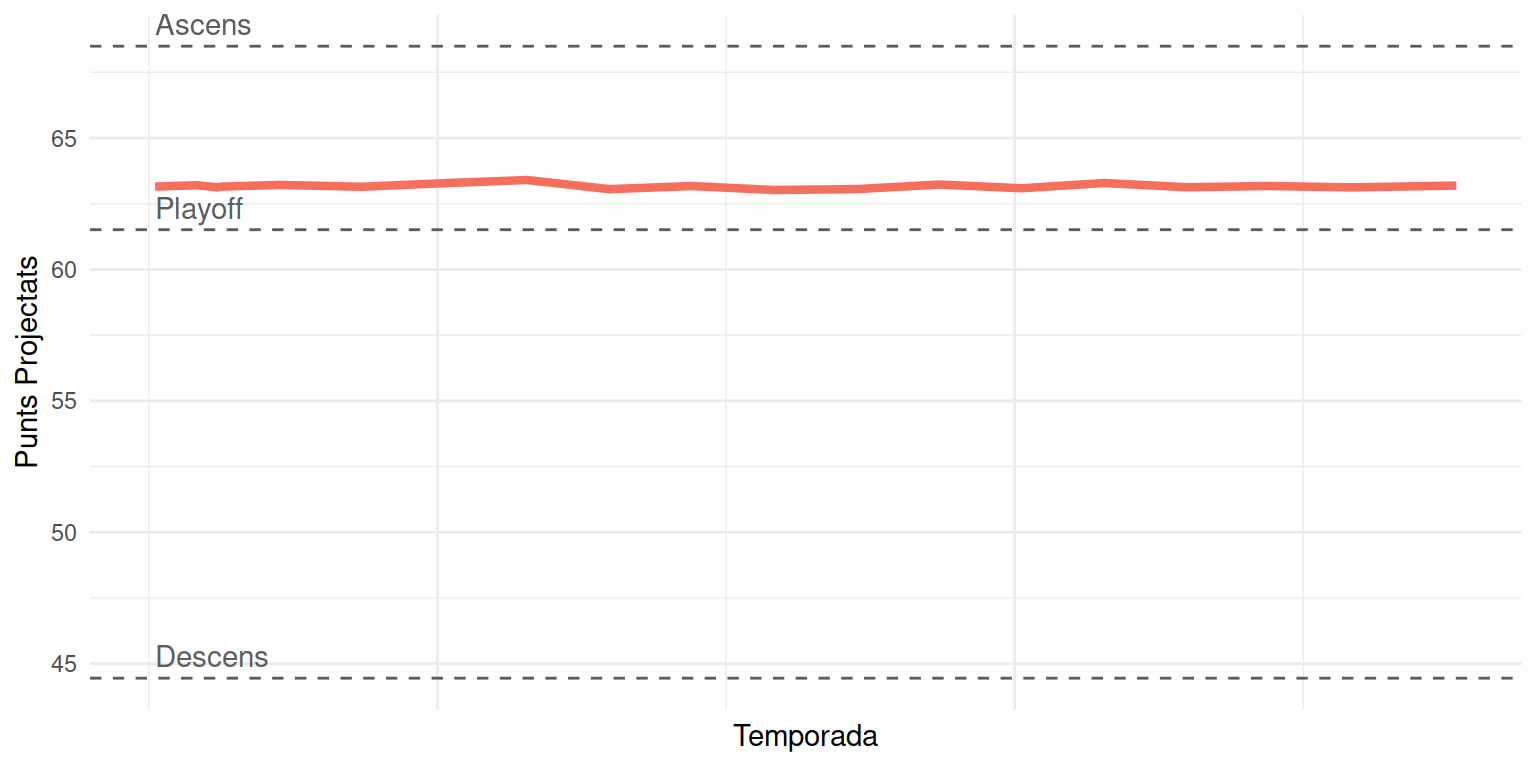 Ascens
65
Playoff
60
55
50
Descens
45
Punts Projectats
Temporada